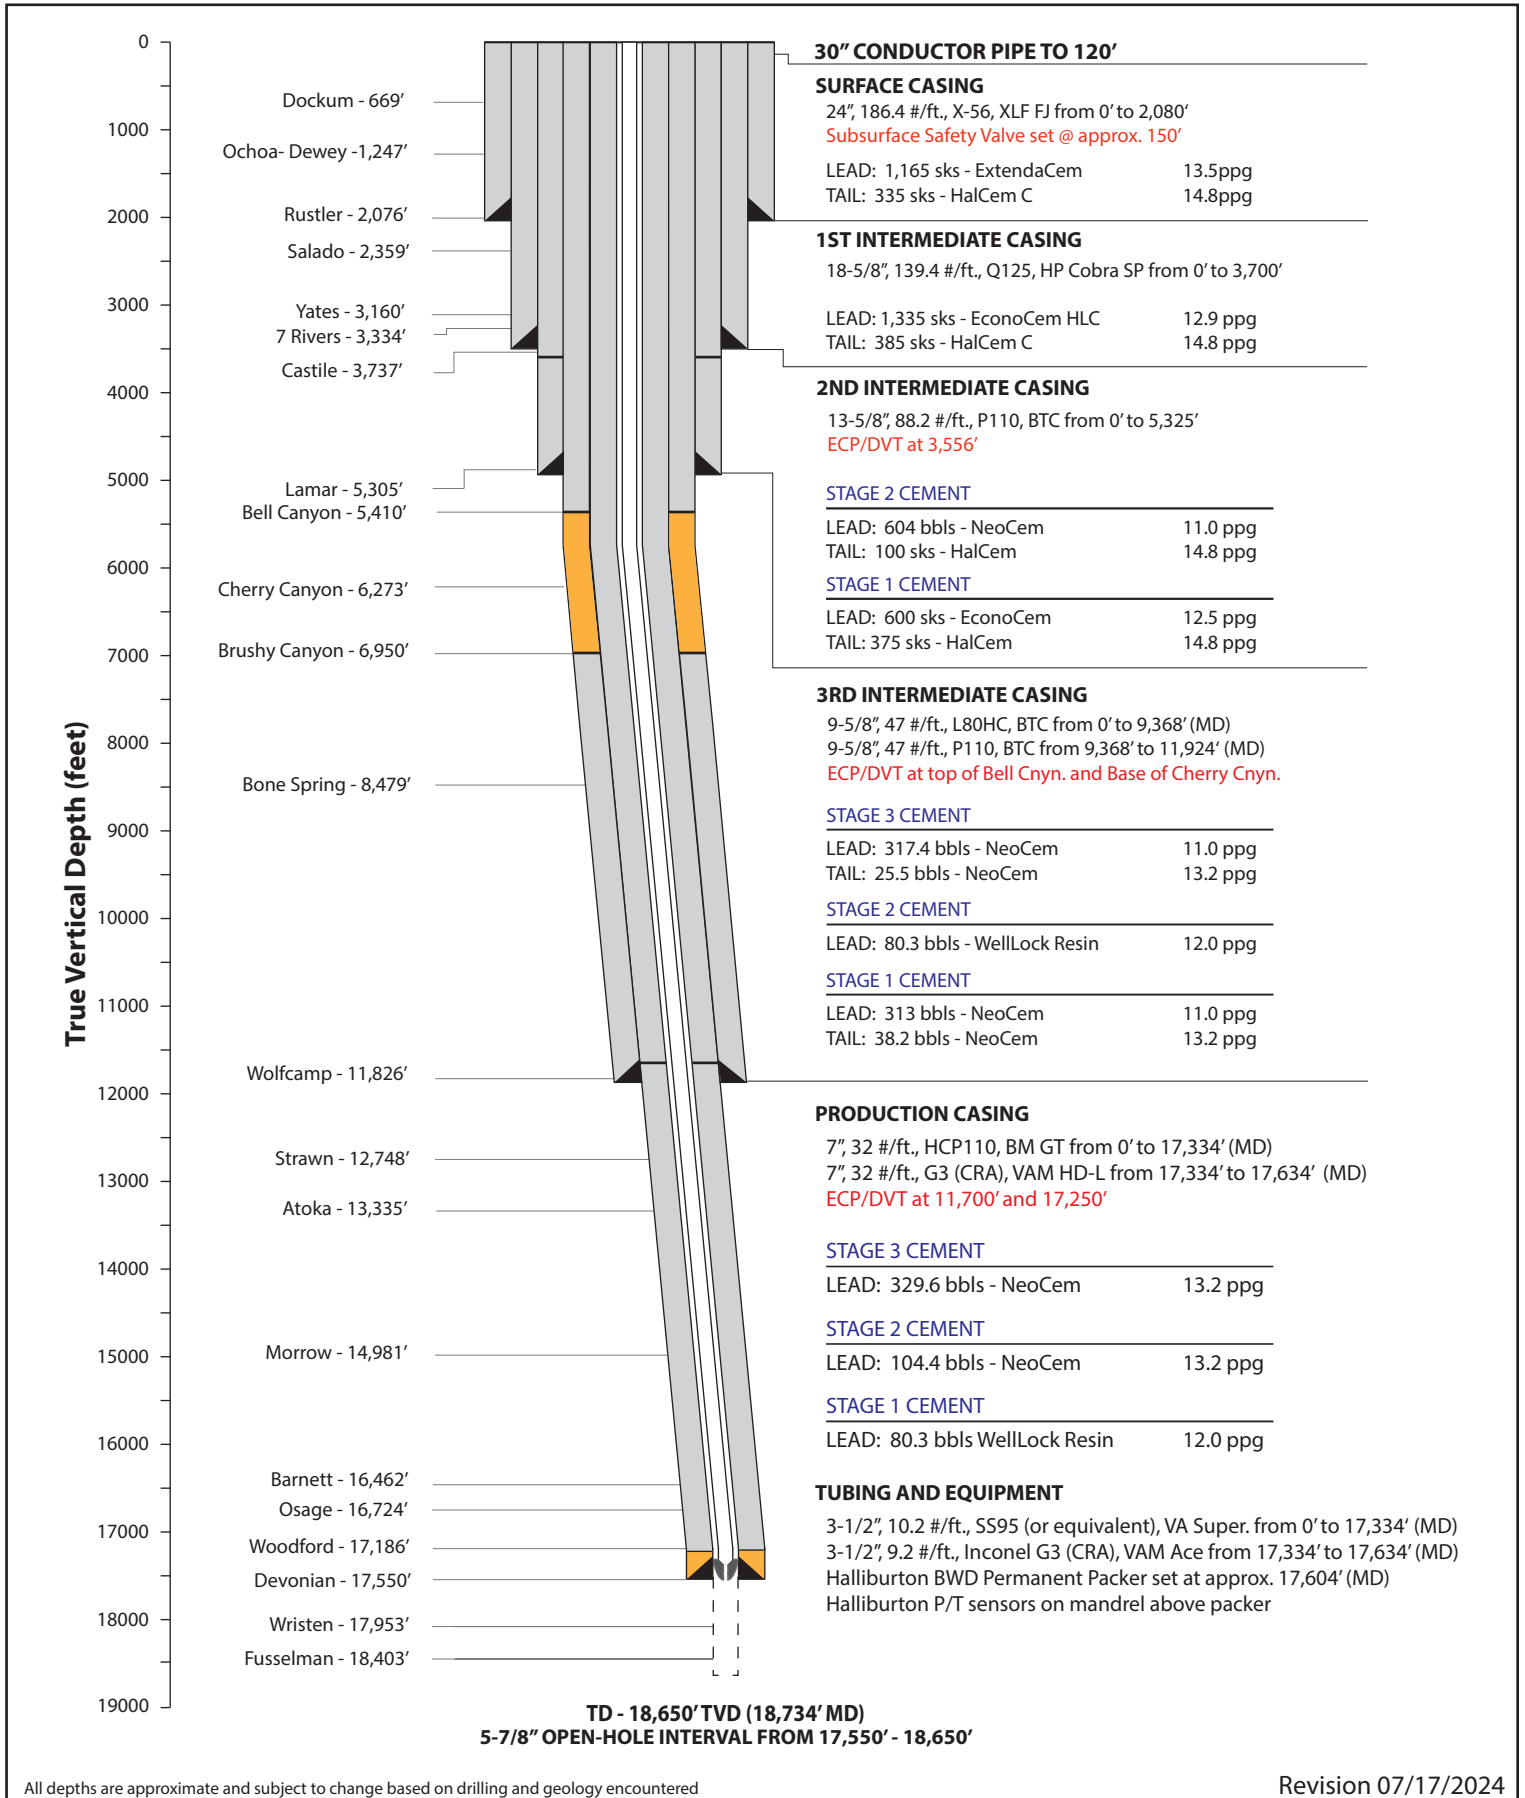 True Vertical Depth (feet)
0
1000
2000
3000
4000
5000
6000
7000
8000
9000
10000
11000
12000
13000
14000
15000
16000
17000
18000
19000
Dockum - 669’
Ochoa- Dewey -1,247’
Rustler - 2,076’
Salado - 2,359’
Yates - 3,160’
7 Rivers - 3,334’
Castile - 3,737’
Lamar - 5,305’
Bell Canyon - 5,410’
Cherry Canyon - 6,273’
Brushy Canyon - 6,950’
Bone Spring - 8,479’
Wolfcamp - 11,826’
Strawn - 12,748’
Atoka - 13,335’
Morrow - 14,981’
Barnett - 16,462’
Osage - 16,724’
Woodford - 17,186’
Devonian - 17,550’
Wristen - 17,953’
Fusselman - 18,403’
30” CONDUCTOR PIPE TO 120’
SURFACE CASING
24”, 186.4 #/ft., X-56, XLF FJ from 0’ to 2,080‘
Subsurface Safety Valve set @ approx. 150’
LEAD: 1,165 sks - ExtendaCem 13.5ppg
TAIL: 335 sks - HalCem C 14.8ppg
1ST INTERMEDIATE CASING
18-5/8”, 139.4 #/ft., Q125, HP Cobra SP from 0’ to 3,700’
LEAD: 1,335 sks - EconoCem HLC 12.9 ppg
TAIL: 385 sks - HalCem C 14.8 ppg
2ND INTERMEDIATE CASING
13-5/8”, 88.2 #/ft., P110, BTC from 0’ to 5,325’
ECP/DVT at 3,556’
STAGE 2 CEMENT
LEAD: 604 bbls - NeoCem 11.0 ppg
TAIL: 100 sks - HalCem 14.8 ppg
STAGE 1 CEMENT
LEAD: 600 sks - EconoCem 12.5 ppg
TAIL: 375 sks - HalCem 14.8 ppg
3RD INTERMEDIATE CASING
9-5/8”, 47 #/ft., L80HC, BTC from 0’ to 9,368’ (MD)
9-5/8”, 47 #/ft., P110, BTC from 9,368’ to 11,924‘ (MD)
ECP/DVT at top of Bell Cnyn. and Base of Cherry Cnyn.
STAGE 3 CEMENT
LEAD: 317.4 bbls - NeoCem 11.0 ppg
TAIL: 25.5 bbls - NeoCem 13.2 ppg
STAGE 2 CEMENT
LEAD: 80.3 bbls - WellLock Resin 12.0 ppg
STAGE 1 CEMENT
LEAD: 313 bbls - NeoCem 11.0 ppg
TAIL: 38.2 bbls - NeoCem 13.2 ppg
PRODUCTION CASING
7”, 32 #/ft., HCP110, BM GT from 0’ to 17,334’ (MD)
7”, 32 #/ft., G3 (CRA), VAM HD-L from 17,334’ to 17,634’ (MD)
ECP/DVT at 11,700’ and 17,250’
STAGE 3 CEMENT
LEAD: 329.6 bbls - NeoCem 13.2 ppg
STAGE 2 CEMENT
LEAD: 104.4 bbls - NeoCem 13.2 ppg
STAGE 1 CEMENT
LEAD: 80.3 bbls WellLock Resin 12.0 ppg
TUBING AND EQUIPMENT
3-1/2”, 10.2 #/ft., SS95 (or equivalent), VA Super. from 0’ to 17,334‘ (MD)
3-1/2”, 9.2 #/ft., Inconel G3 (CRA), VAM Ace from 17,334’ to 17,634’ (MD)
Halliburton BWD Permanent Packer set at approx. 17,604’ (MD)
Halliburton P/T sensors on mandrel above packer
TD - 18,650’ TVD (18,734’ MD)
5-7/8” OPEN-HOLE INTERVAL FROM 17,550’ - 18,650’
All depths are approximate and subject to change based on drilling and geology encountered
Revision 07/17/2024